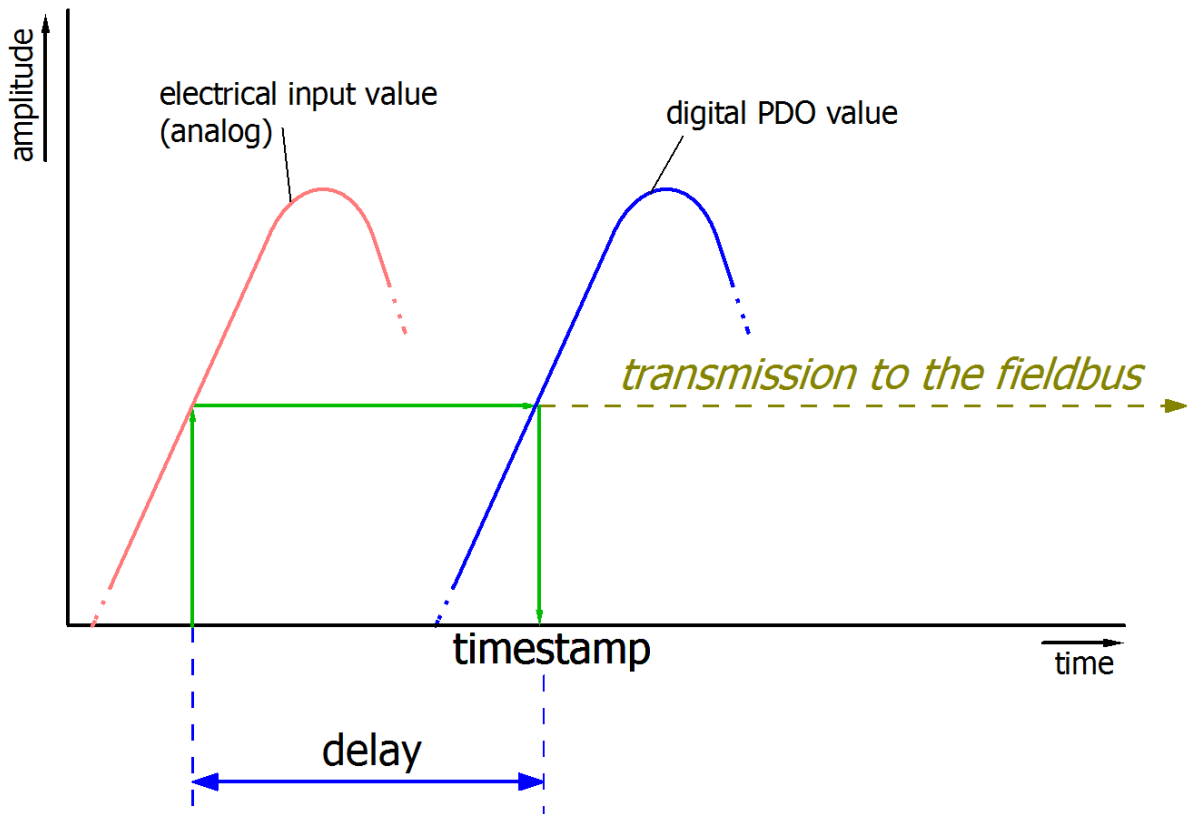 amplitude
electrical input value
(analog)
digital PDO value
transmission to the fieldbus
timestamp
time
delay